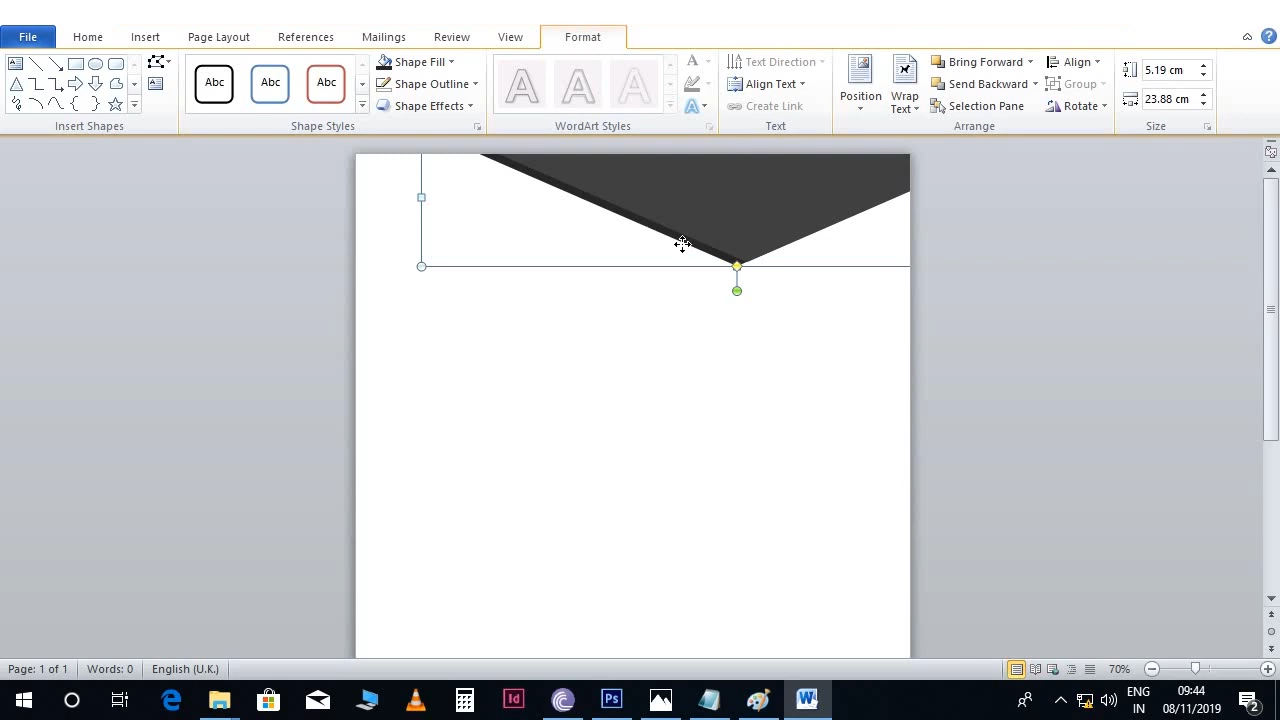 File Home Insert Page Layout References Mailings Review View Format
Abc Abc Abc
Shape Fill
Shape Outline
Shape Effects
A A A
A
A
Text Direction
Align Text
Create Link
Position
Wrap Text
Bring Forward
Send Backward
Selection Pane
Align
Group
Rotate
5.19 cm
23.88 cm
Insert Shapes Shape Styles WordArt Styles Text Arrange Size
Page: 1 of 1 Words: 0 English (U.K.) 70%
Id Ps W
ENG
IN
09:44
08/11/2019
2